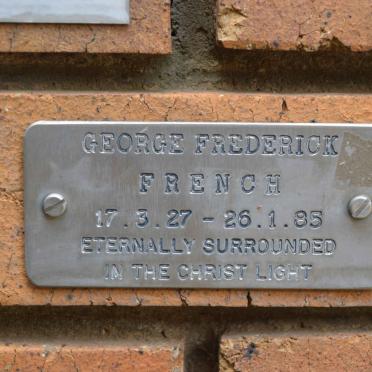 GEORGE FREDERICK
FRENCH
17.3.27 - 26.1.85
ETERNALLY SURROUNDED
IN THE CHRIST LIGHT